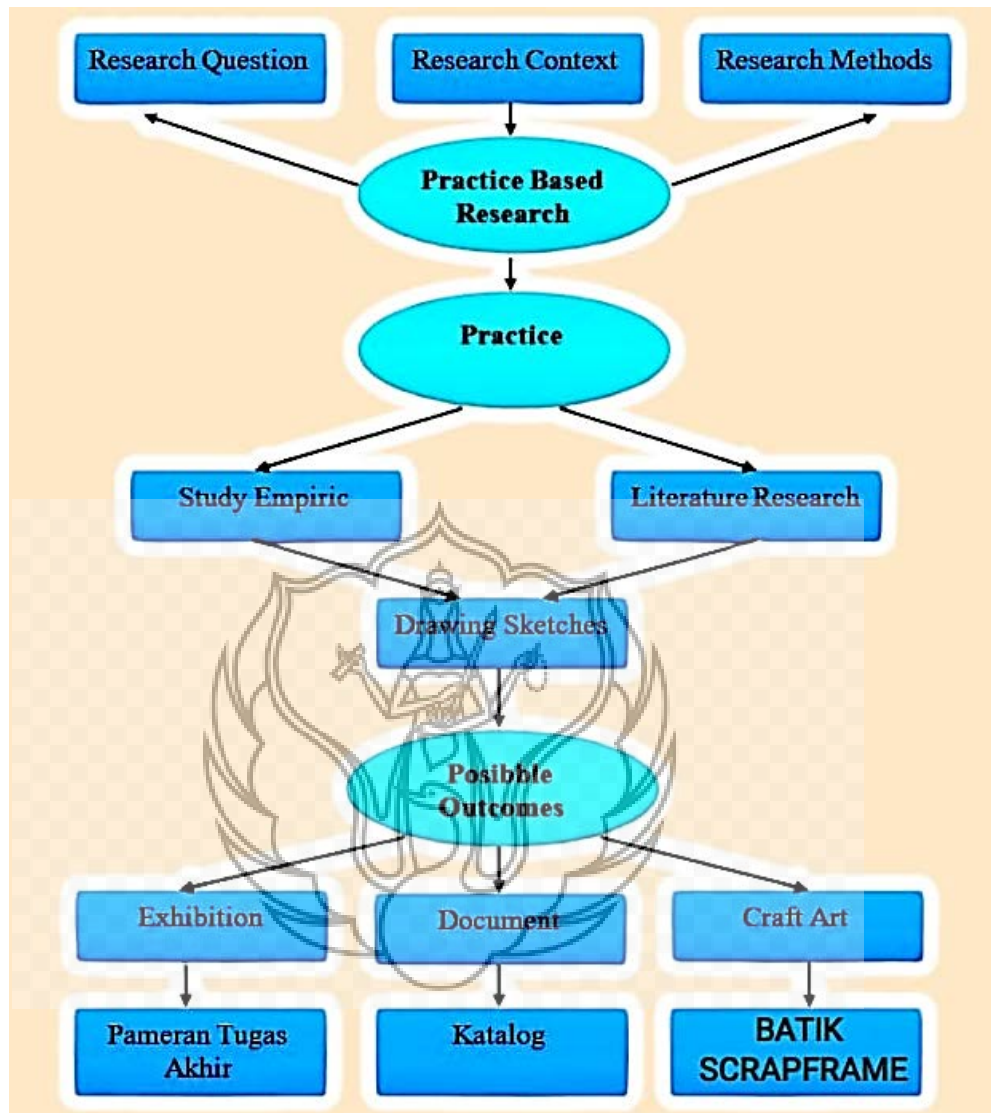 Research Question
Research Context
Research Methods
Practice Based
Research
Practice
Study Empiric
Literature Research
Drawing Sketches
Posibble
Outcomes
Exhibition
Document
Craft Art
Pameran Tugas
Akhir
Katalog
BATIK
SCRAPFRAME